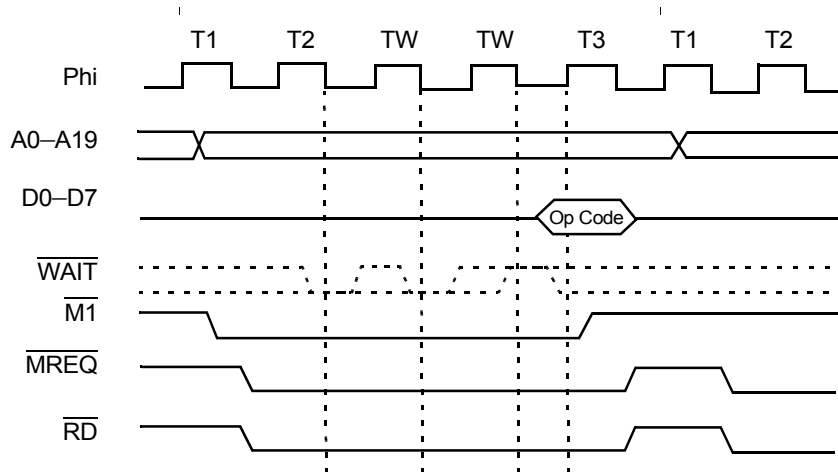 T1 T2 TW TW T3 T1 T2
Phi
A0–A19
D0–D7
Op Code
WAIT
M1
MREQ
RD